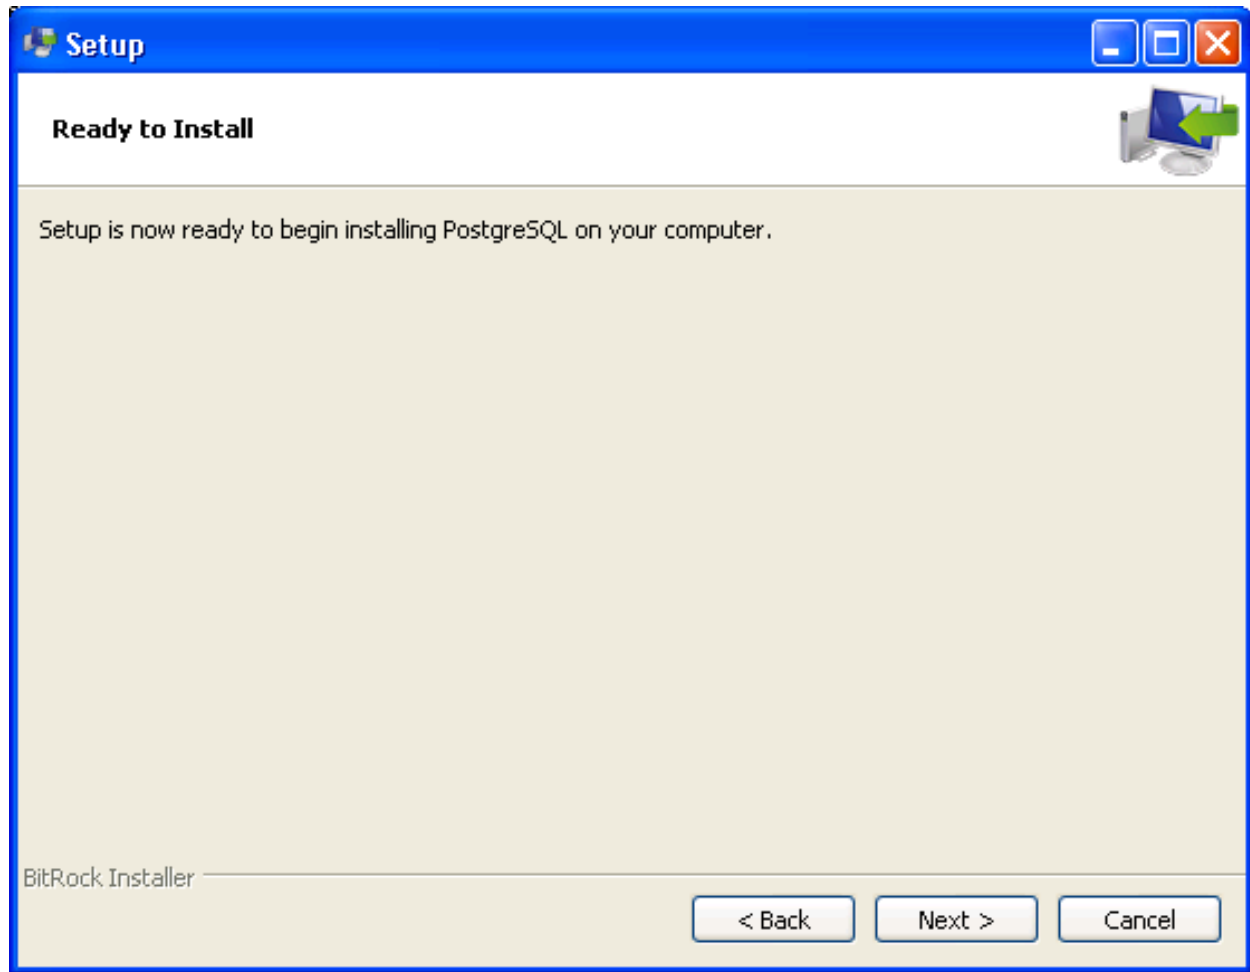 Setup
Ready to Install
Setup is now ready to begin installing PostgreSQL on your computer.
BitRock Installer
< Back Next > Cancel